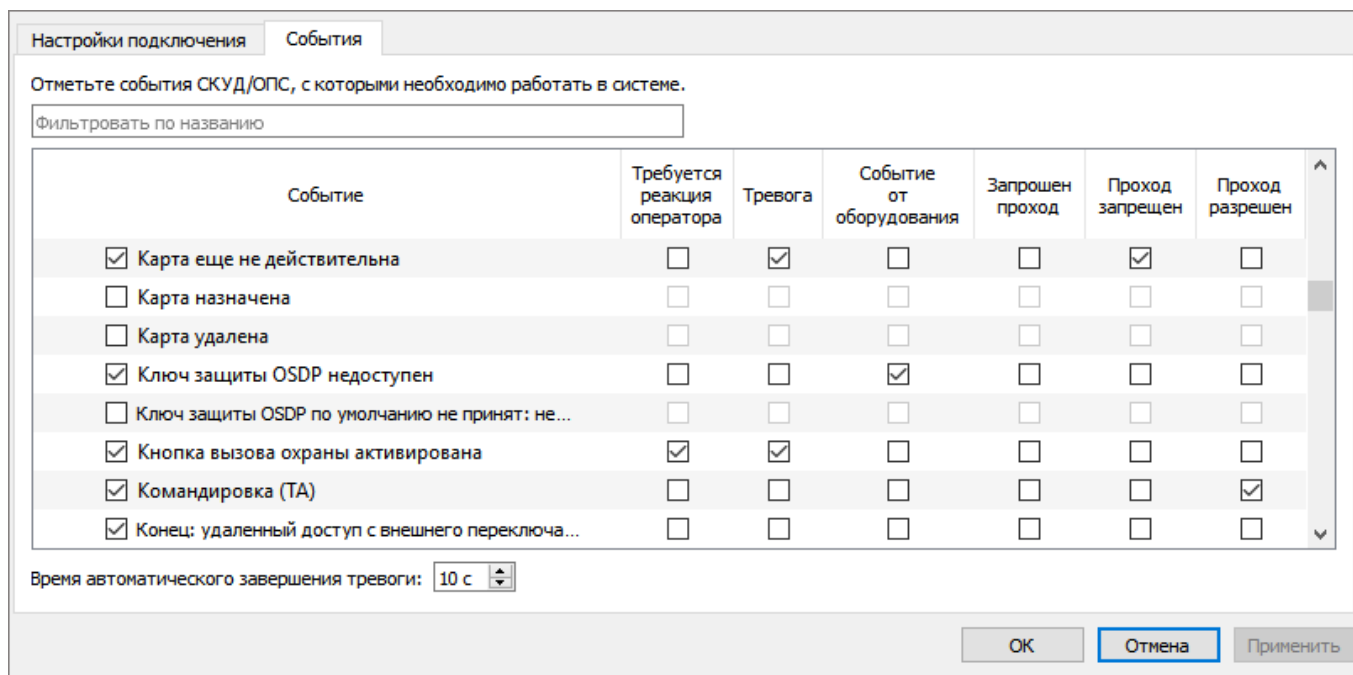 Настройки подключения
События
Отметьте события СКУД/ОПС, с которыми необходимо работать в системе.
Фильтровать по названию
Событие
Требуется
реакция
оператора
Тревога
Событие
от
оборудования
Запрошен
проход
Проход
запрещен
Проход
разрешен
Карта еще не действительна
Карта назначена
Карта удалена
Ключ защиты OSDP недоступен
Ключ защиты OSDP по умолчанию не принят: не...
Кнопка вызова охраны активирована
Командировка (TA)
Конец: удаленный доступ с внешнего переключа...
Время автоматического завершения тревоги: 10 с
ОК
Отмена
Применить